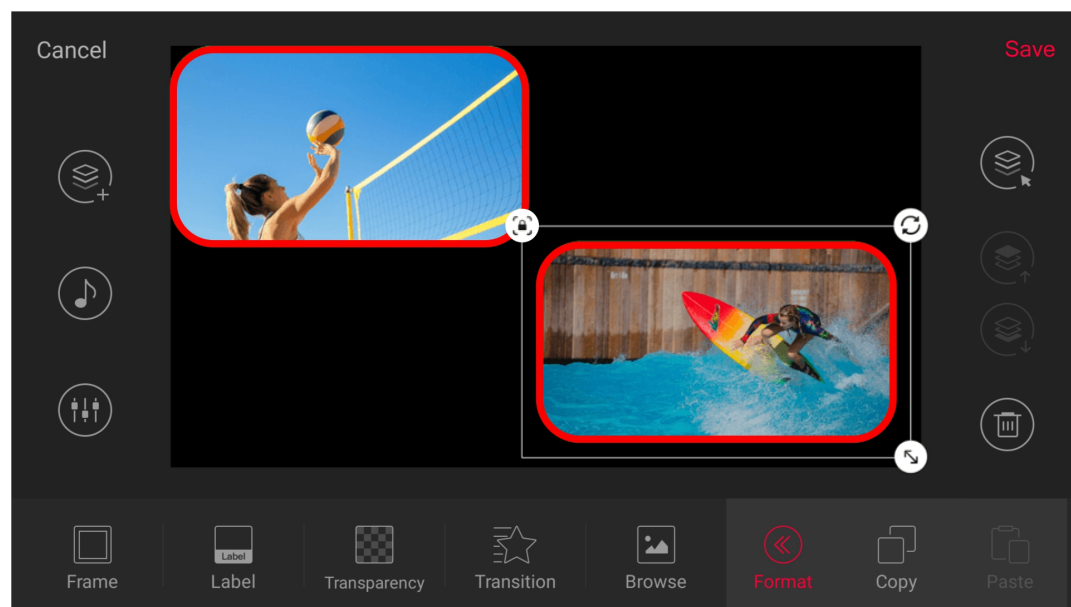 Cancel
Save
Label
Frame
Label
Transparency
Transition
Browse
Format
Copy
Paste